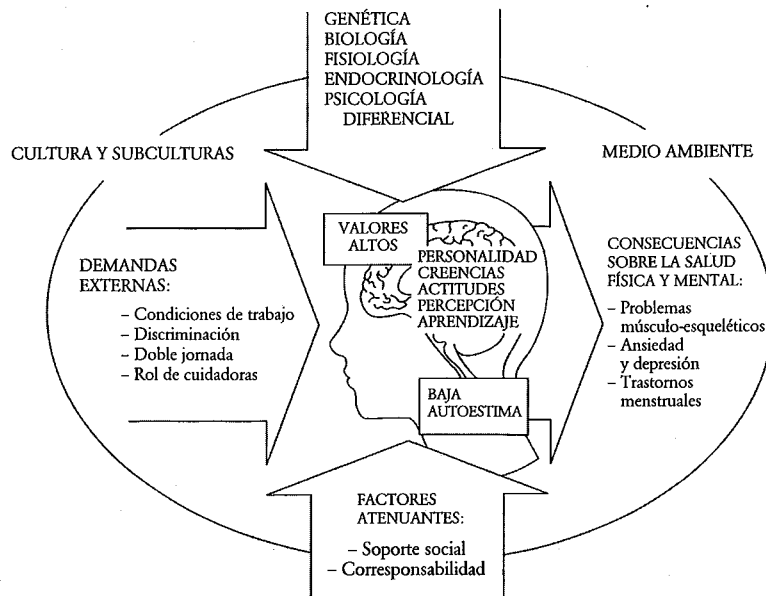 GENÉTICA
BIOLOGÍA
FISIOLOGÍA
ENDOCRINOLOGÍA
PSICOLOGÍA
DIFERENCIAL
CULTURA Y SUBCULTURAS
MEDIO AMBIENTE
DEMANDAS
EXTERNAS:
– Condiciones de trabajo
– Discriminación
– Doble jornada
– Rol de cuidadoras
VALORES
ALTOS
PERSONALIDAD
CREENCIAS
ACTITUDES
PERCEPCIÓN
APRENDIZAJE
BAJA
AUTOESTIMA
CONSECUENCIAS
SOBRE LA SALUD
FÍSICA Y MENTAL:
– Problemas
músculo-esqueléticos
– Ansiedad
y depresión
– Trastornos
menstruales
FACTORES
ATENUANTES:
– Soporte social
– Corresponsabilidad